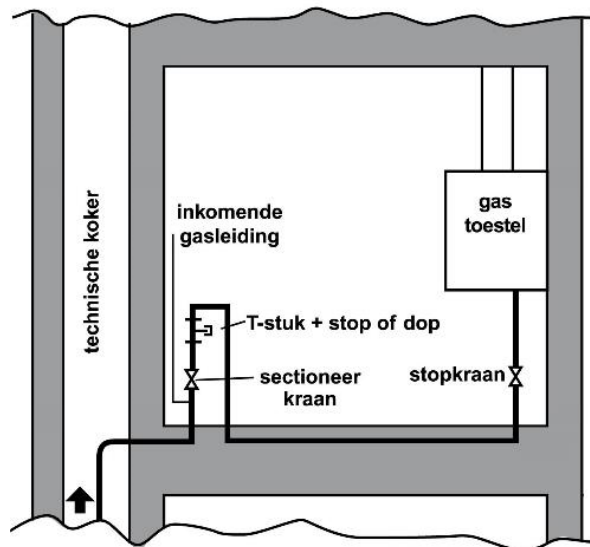 technische koker
inkomende
gasleiding
gas
toestel
T-stuk + stop of dop
sectioneer
kraan
stopkraan